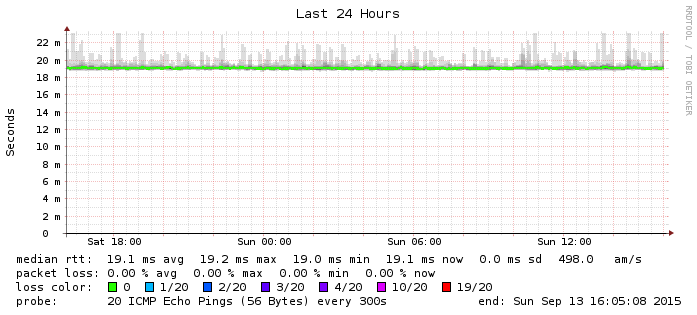 Last 24 Hours
RRDTOOL / TOBI OETIKER
Seconds
22 m
20 m
18 m
16 m
14 m
12 m
10 m
8 m
6 m
4 m
2 m
0
Sat 18:00 Sun 00:00 Sun 06:00 Sun 12:00
median rtt: 19.1 ms avg 19.2 ms max 19.0 ms min 19.1 ms now 0.0 ms sd 498.0 am/s
packet loss: 0.00 % avg 0.00 % max 0.00 % min 0.00 % now
loss color: 0 1/20 2/20 3/20 4/20 10/20 19/20
probe: 20 ICMP Echo Pings (56 Bytes) every 300s end: Sun Sep 13 16:05:08 2015